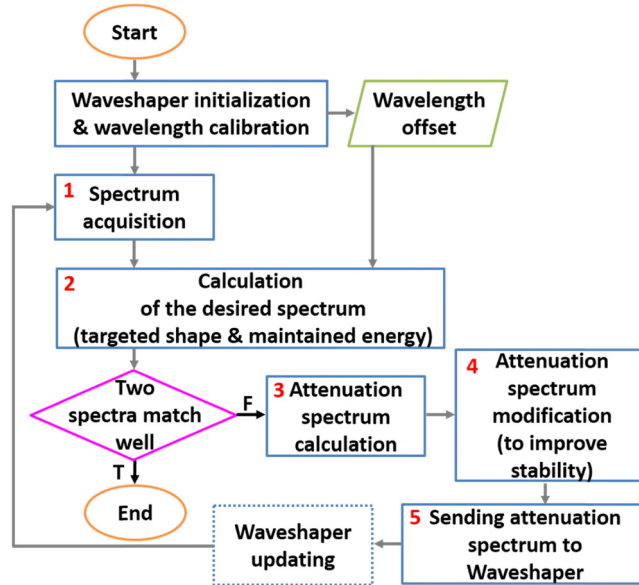 Start
Waveshaper initialization
& wavelength calibration
Wavelength
offset
1 Spectrum
acquisition
2 Calculation
of the desired spectrum
(targeted shape & maintained energy)
Two
spectra match
well
F
T
3 Attenuation
spectrum
calculation
4 Attenuation
spectrum
modification
(to improve
stability)
End
Waveshaper
updating
5 Sending attenuation
spectrum to
Waveshaper